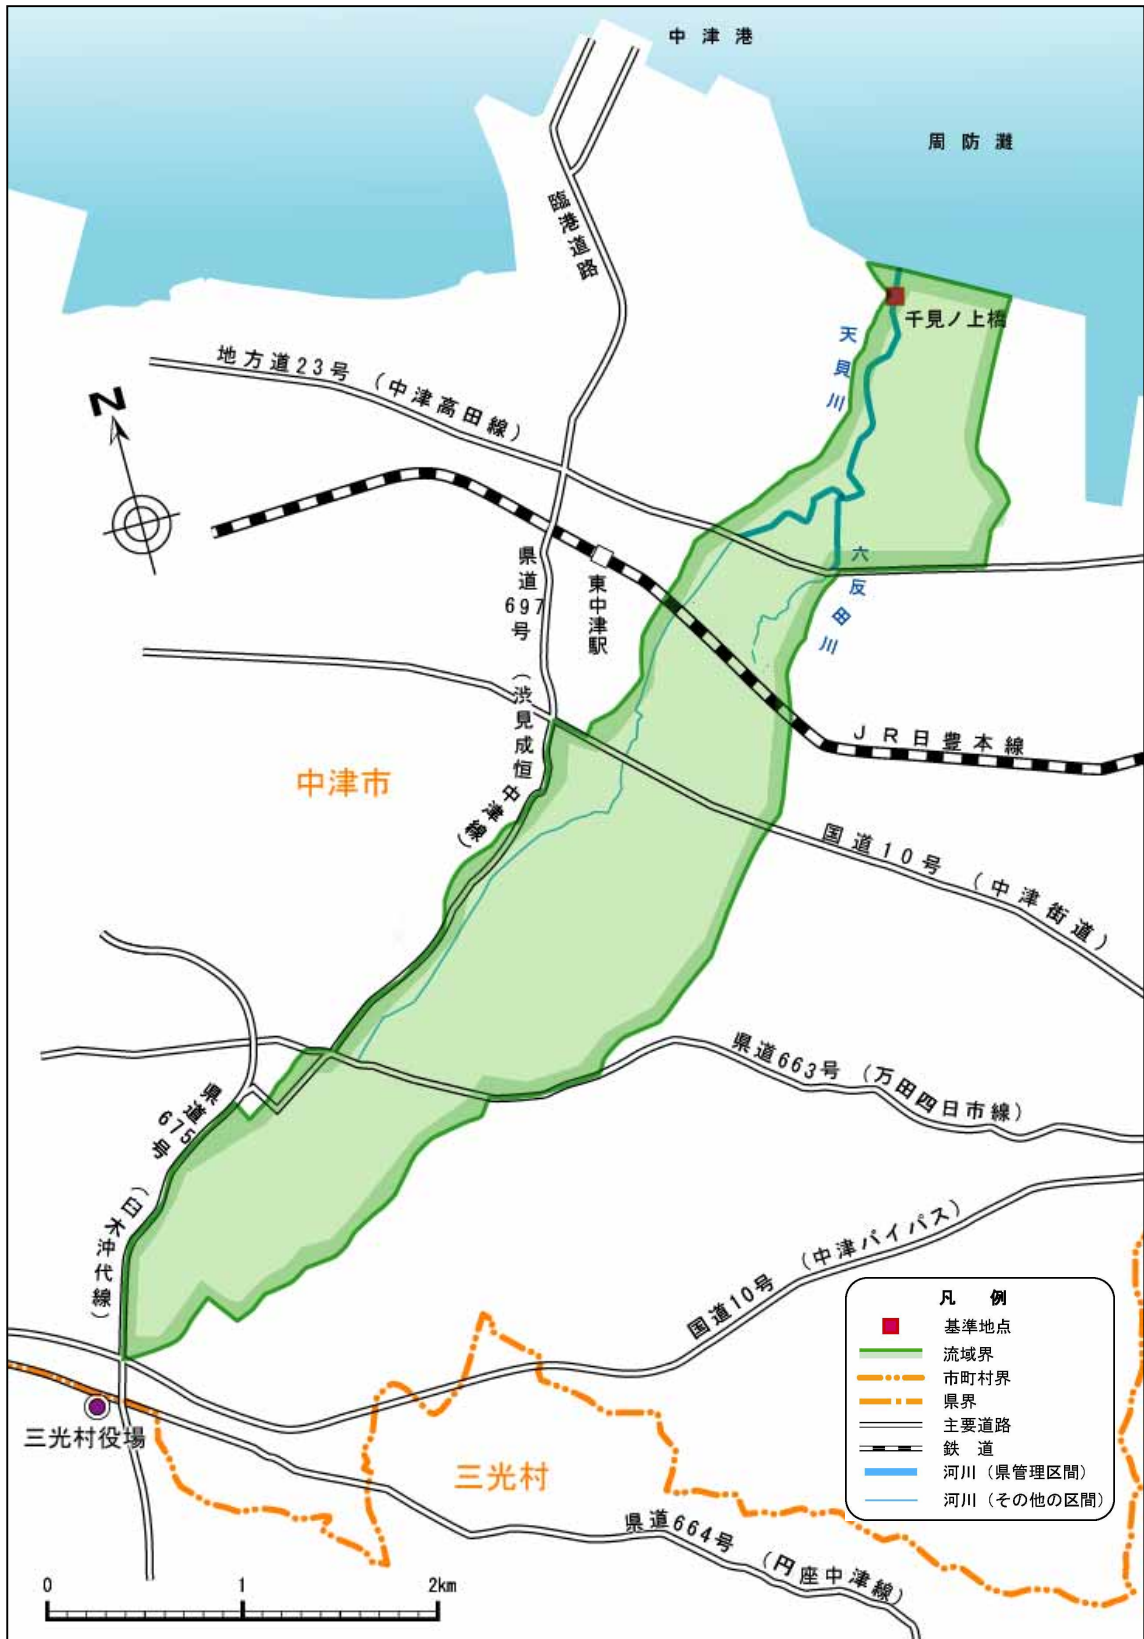 中津港
周防灘
臨港道路
千見ノ上橋
天貝川
地方道23号 (中津高田線)
N
県道697号 (渋見成恒中津線)
東中津駅
六反田川
JR日豊本線
中津市
国道10号 (中津街道)
県道663号 (万田四日市線)
県道675号 (臼木沖代線)
国道10号 (中津バイパス)
三光村役場
三光村
県道664号 (円座中津線)
凡 例
基準地点
流域界
市町村界
県界
主要道路
鉄 道
河川(県管理区間)
河川(その他の区間)
0 1 2km